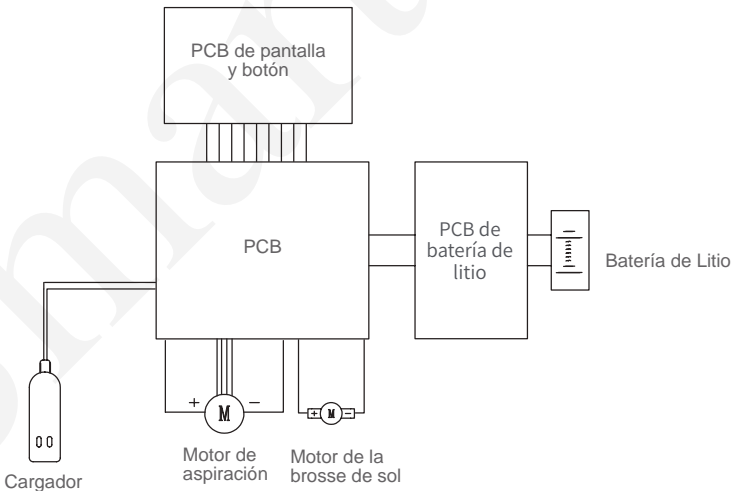 PCB de pantalla
y botón
PCB
PCB de
batería de
litio
Batería de Litio
+
M
−
+
M
−
Motor de
aspiración
Motor de la
brosse de sol
Cargador